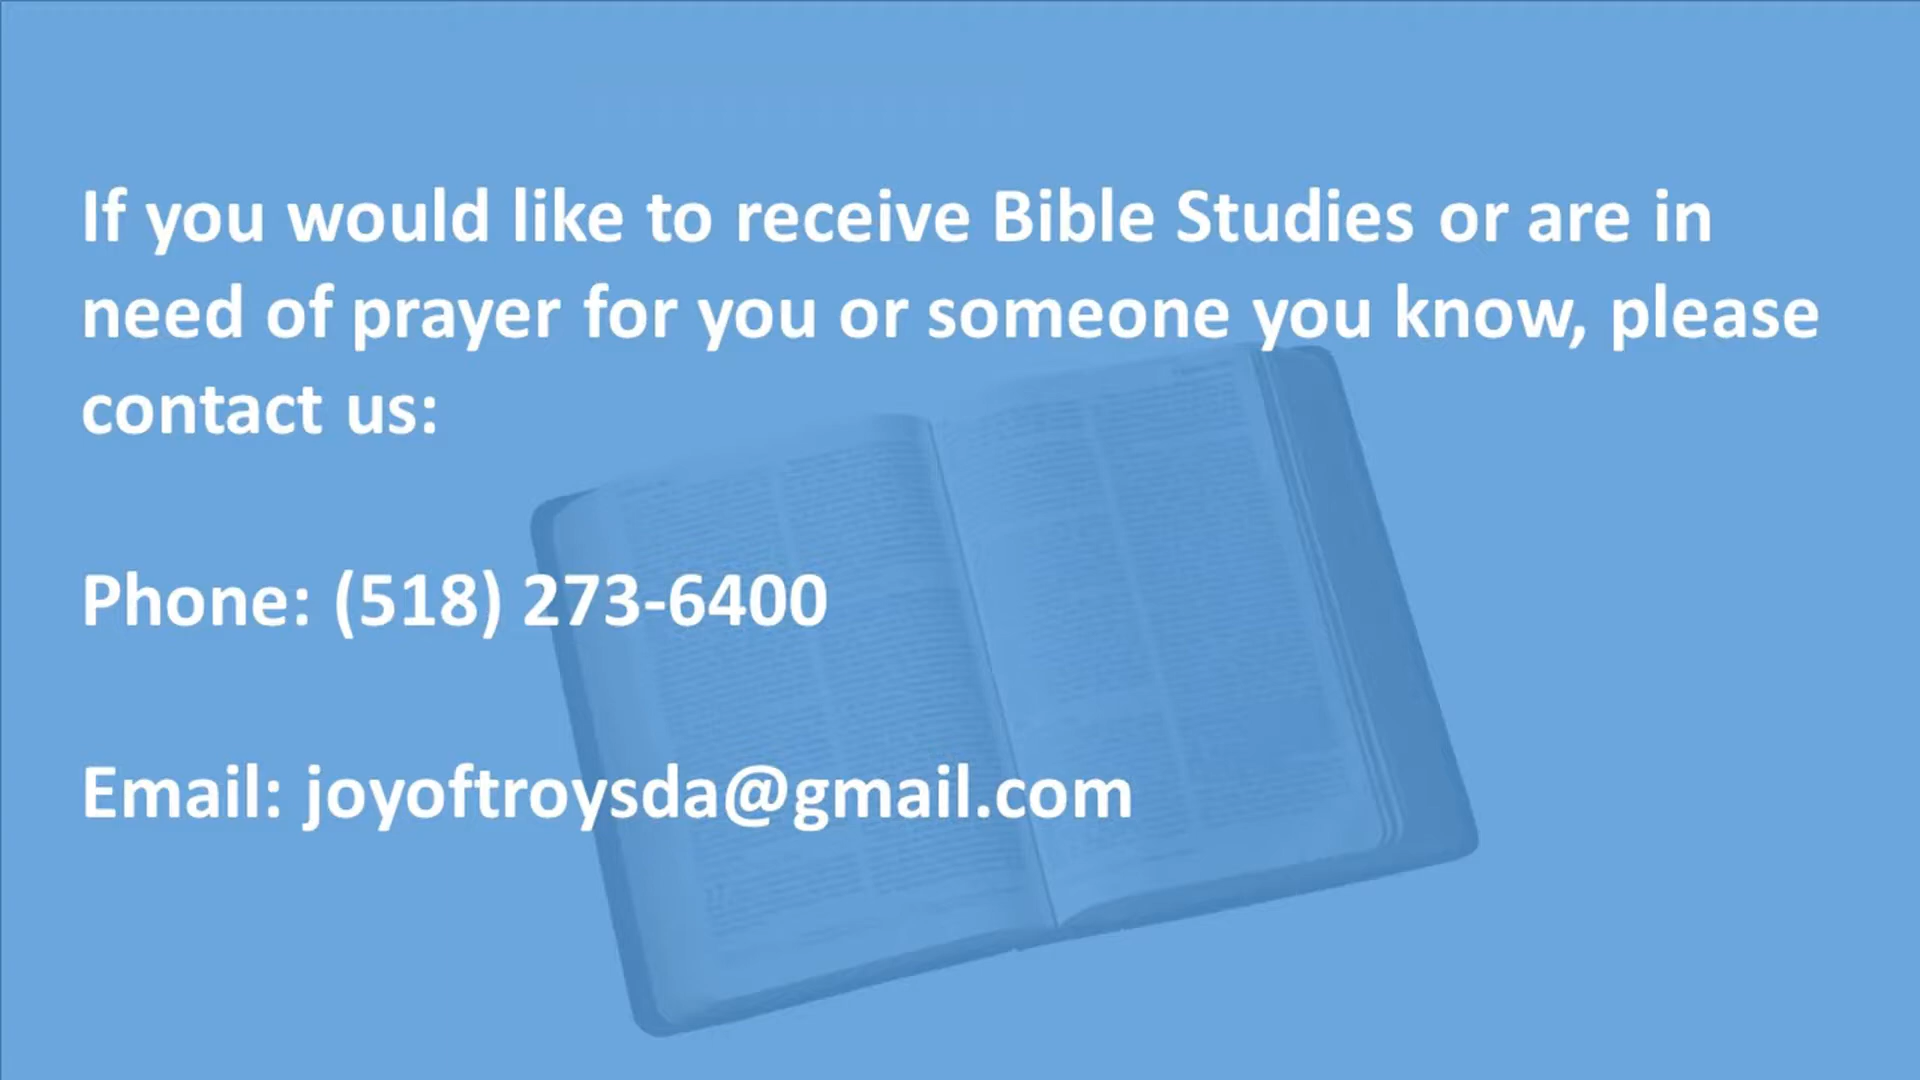 If you would like to receive Bible Studies or are in
need of prayer for you or someone you know, please
contact us:
Phone: (518) 273-6400
Email: joyoftroysda@gmail.com